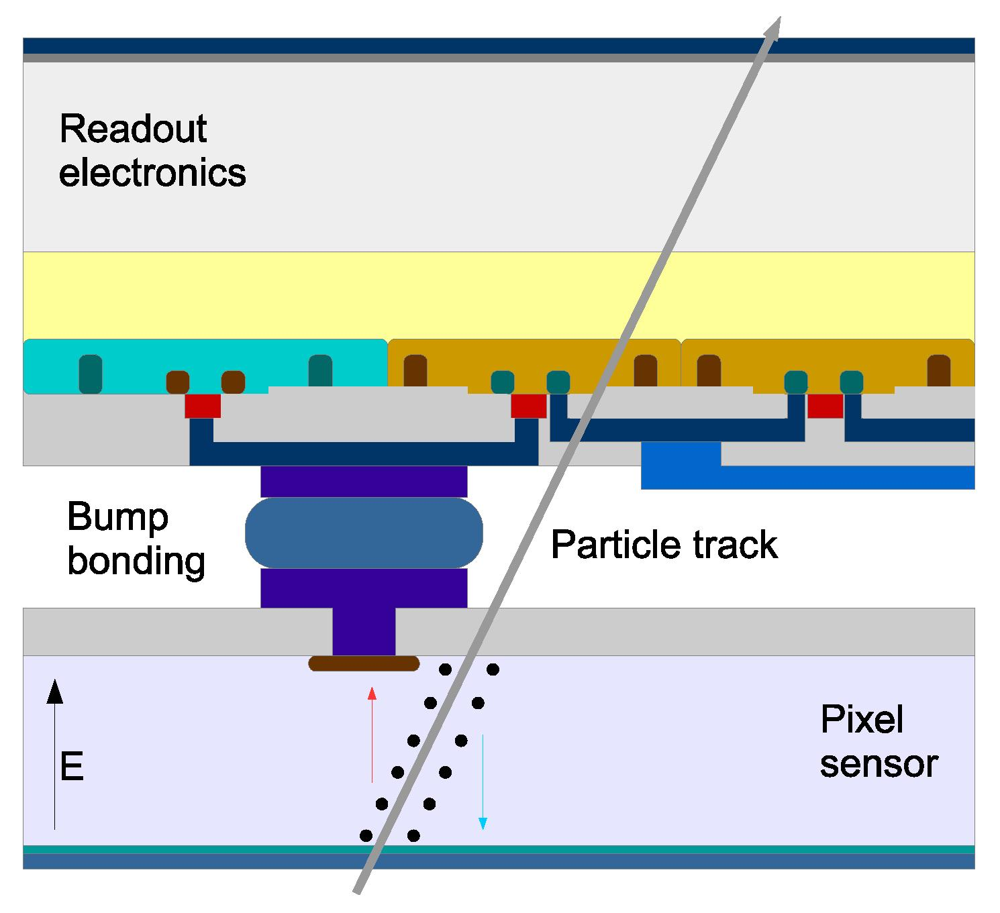 Readout
electronics
Bump
bonding
Particle track
E
Pixel
sensor